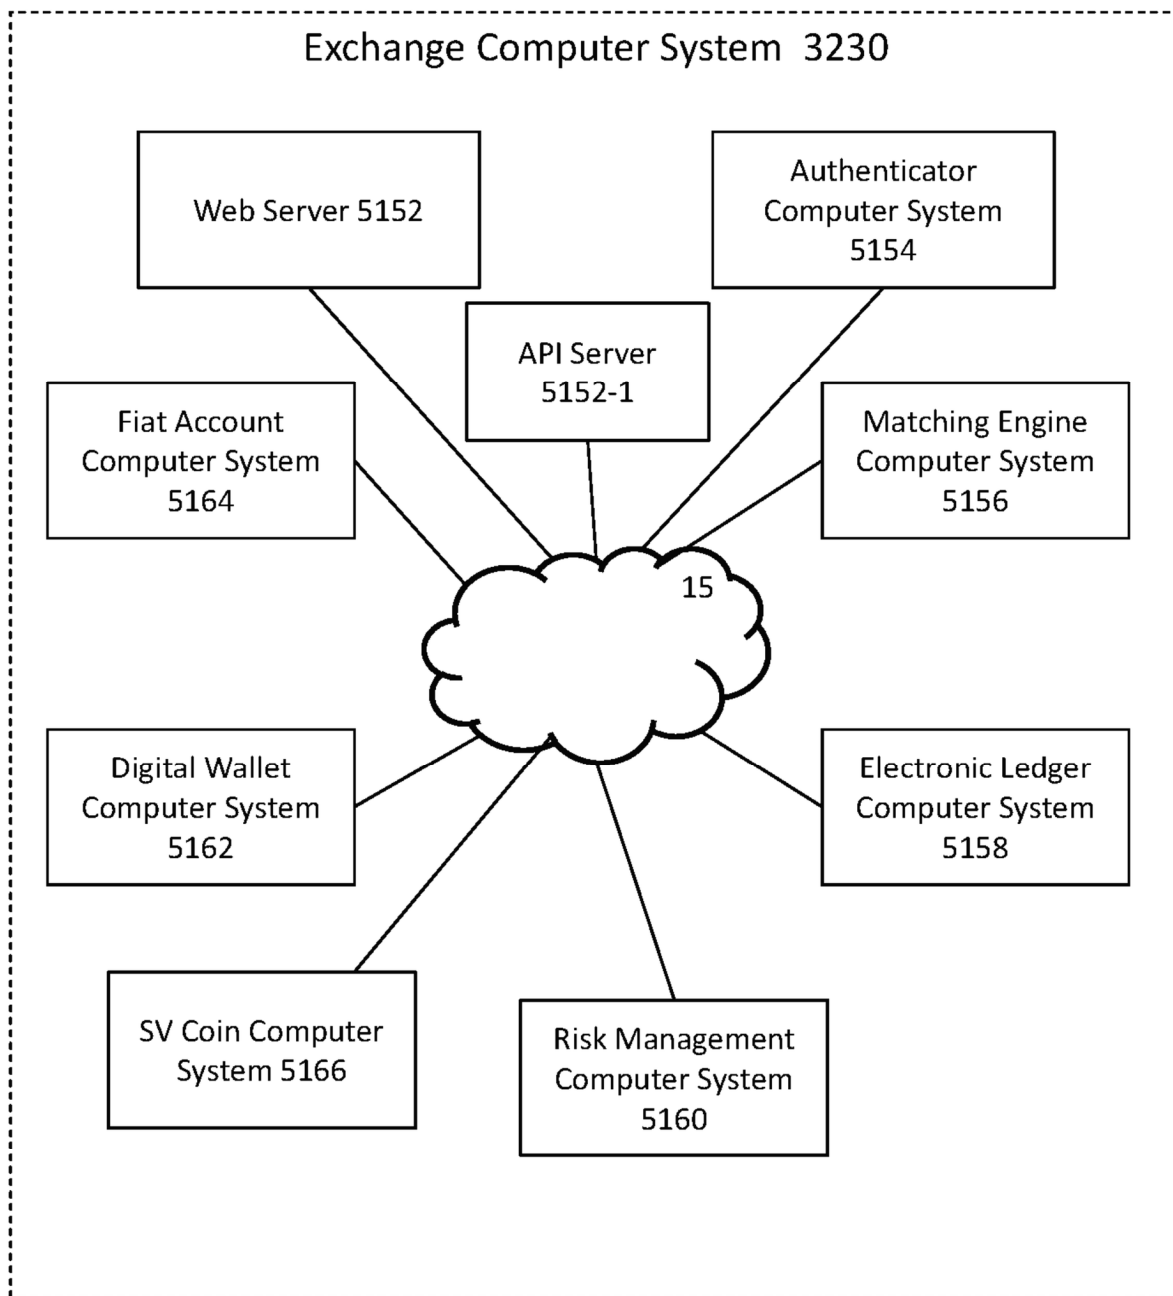 Exchange Computer System 3230
Web Server 5152
Authenticator
Computer System
5154
API Server
5152-1
Fiat Account
Computer System
5164
Matching Engine
Computer System
5156
15
Digital Wallet
Computer System
5162
Electronic Ledger
Computer System
5158
SV Coin Computer
System 5166
Risk Management
Computer System
5160